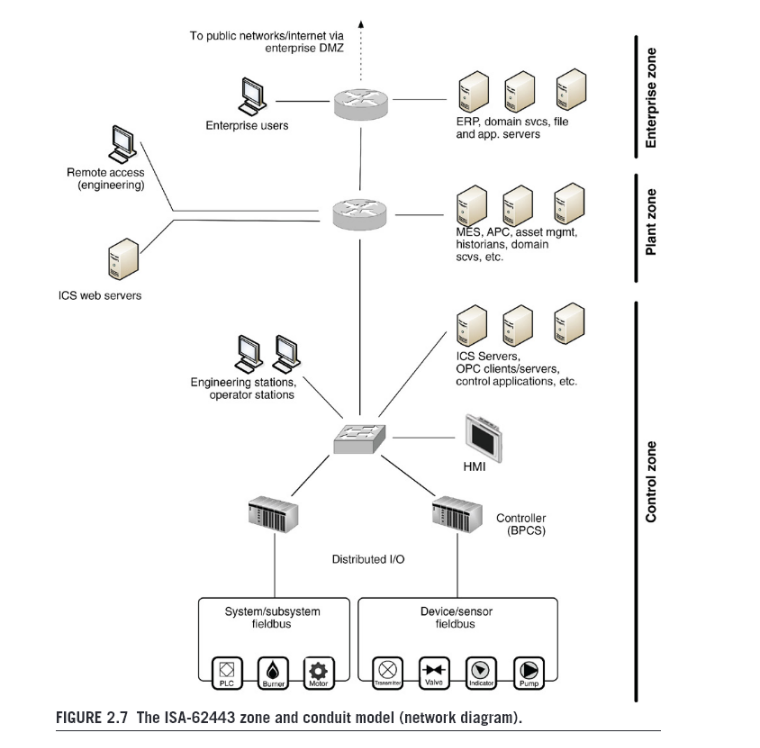 To public networks/internet via
enterprise DMZ
Enterprise users
ERP, domain svcs, file
and app. servers
Enterprise zone
Remote access
(engineering)
MES, APC, asset mgmt,
historians, domain
scvs, etc.
Plant zone
ICS web servers
ICS Servers,
OPC clients/servers,
control applications, etc.
Engineering stations,
operator stations
HMI
Control zone
Controller
(BPCS)
Distributed I/O
System/subsystem
fieldbus
Device/sensor
fieldbus
PLC
Burner
Motor
Transmitter
Valve
Indicator
Pump
FIGURE 2.7 The ISA-62443 zone and conduit model (network diagram).